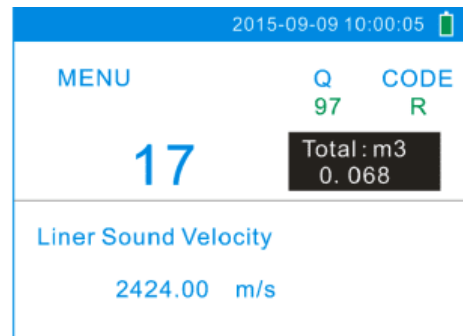 2015-09-09 10:00:05
MENU Q CODE
97 R
17
Total : m3
0. 068
Liner Sound Velocity
2424.00 m/s